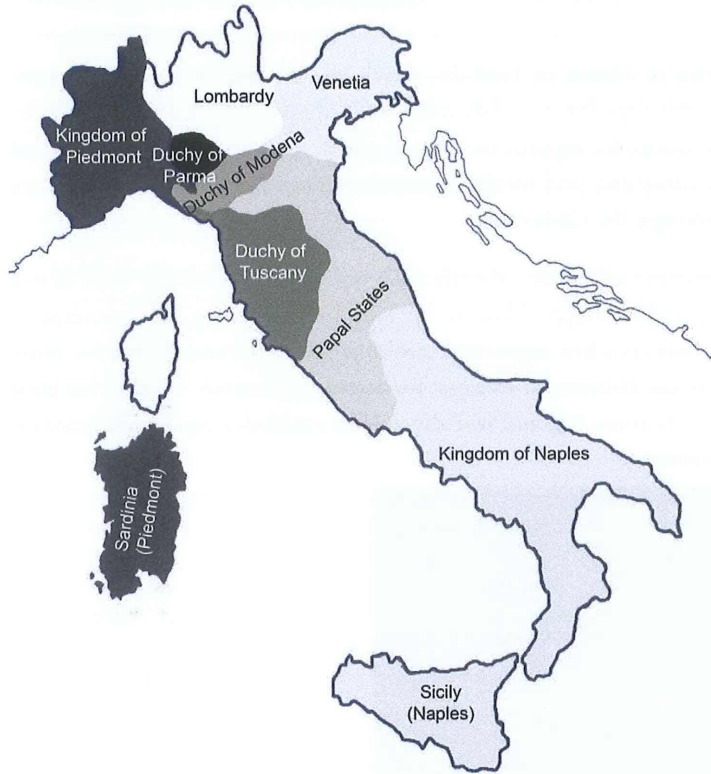 Venetia
Lombardy
Kingdom of
Piedmont
Duchy of
Parma
Duchy of Modena
Duchy of
Tuscany
Papal States
Kingdom of Naples
Sardinia
(Piedmont)
Sicily
(Naples)